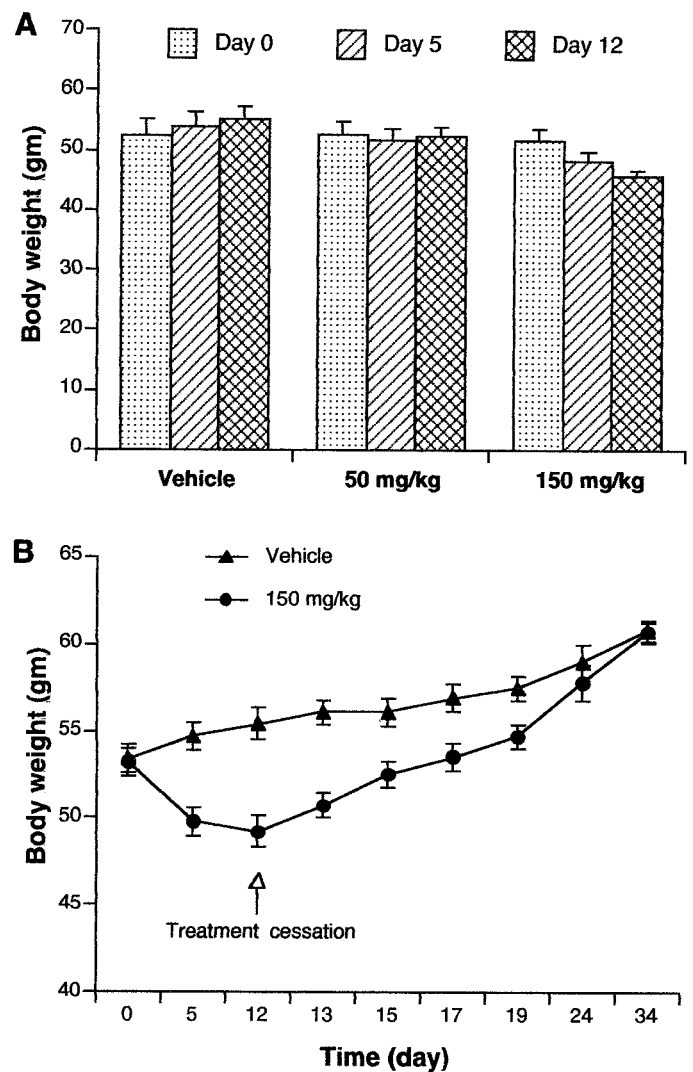 A
Day 0 Day 5 Day 12
Body weight (gm)
70
60
50
40
30
20
10
0
Vehicle 50 mg/kg 150 mg/kg
B
Vehicle
150 mg/kg
Body weight (gm)
65
60
55
50
45
40
Treatment cessation
0 5 12 13 15 17 19 24 34
Time (day)